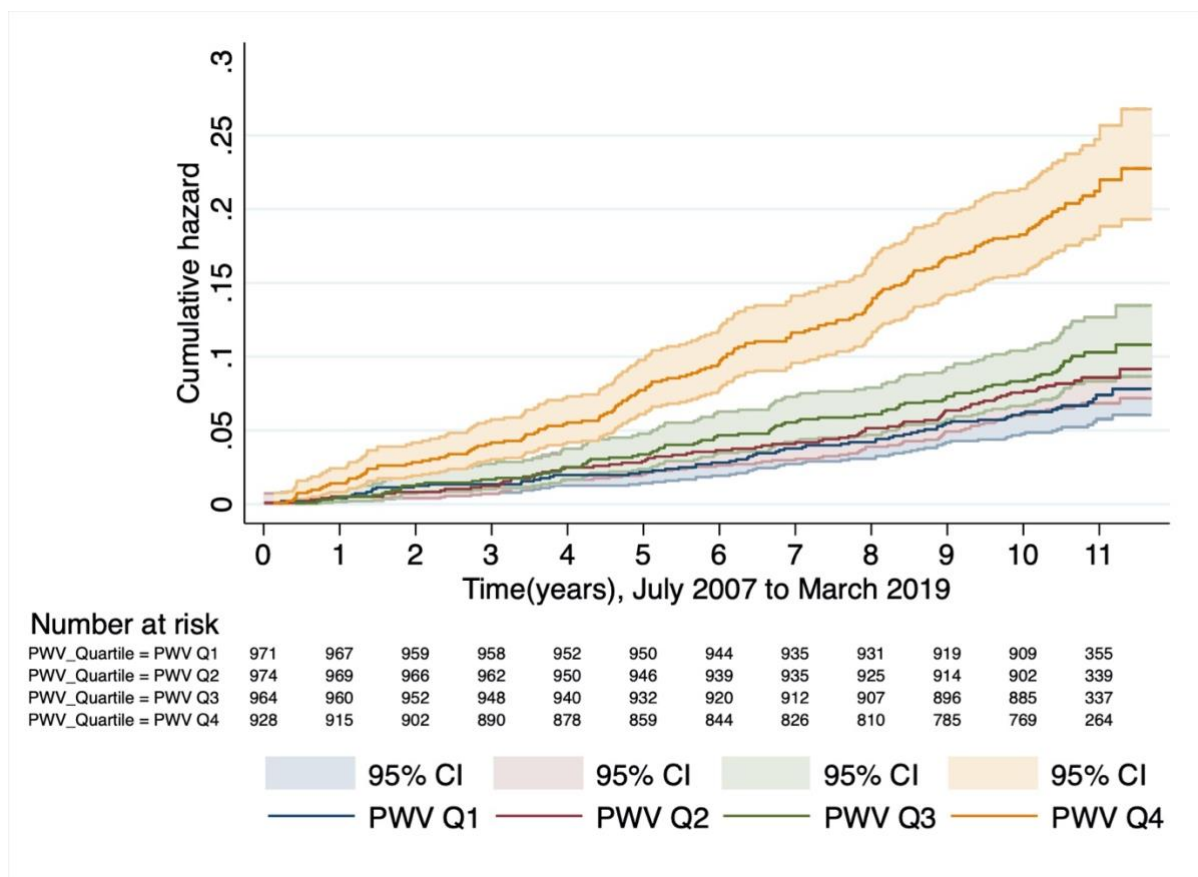 Cumulative hazard
.3
.25
.2
.15
.1
.05
0
0 1 2 3 4 5 6 7 8 9 10 11
Time(years), July 2007 to March 2019
Number at risk
PWV_Quartile = PWV Q1 971 967 959 958 952 950 944 935 931 919 909 355
PWV_Quartile = PWV Q2 974 969 966 962 950 946 939 935 925 914 902 339
PWV_Quartile = PWV Q3 964 960 952 948 940 932 920 912 907 896 885 337
PWV_Quartile = PWV Q4 928 915 902 890 878 859 844 826 810 785 769 264
95% CI 95% CI 95% CI 95% CI
PWV Q1 PWV Q2 PWV Q3 PWV Q4